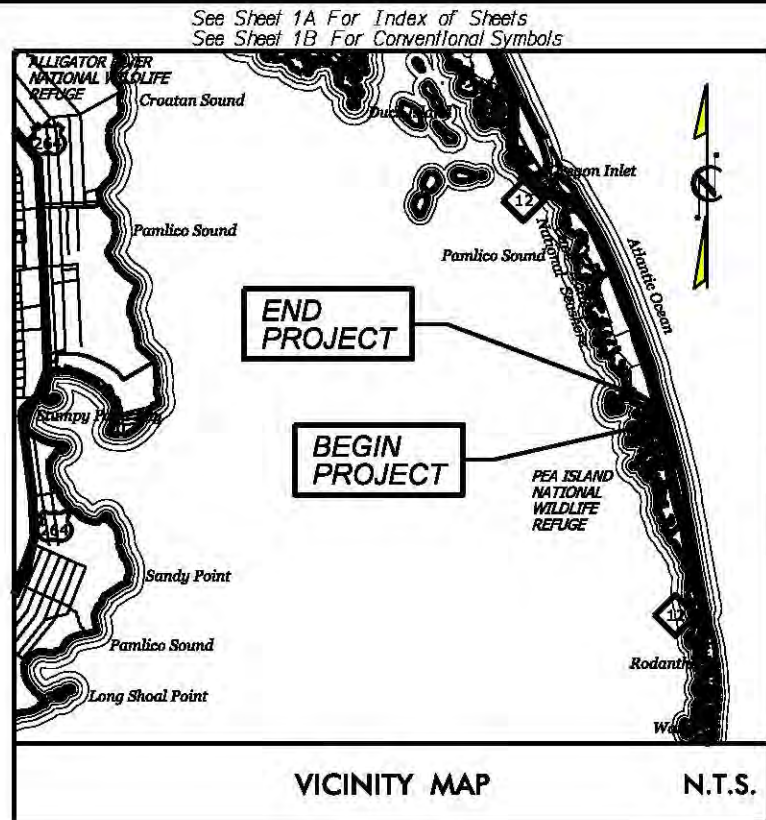 See Sheet 1A For Index of Sheets
See Sheet 1B For Conventional Symbols
ALLIGATOR RIVER
NATIONAL WILDLIFE
REFUGE
264
Croatan Sound
12
Pamlico Sound
Pamlico Sound
National Seashore
Atlantic Ocean
END
PROJECT
BEGIN
PROJECT
PEA ISLAND
NATIONAL
WILDLIFE
REFUGE
264
Sandy Point
12
Pamlico Sound
Long Shoal Point
VICINITY MAP
N.T.S.